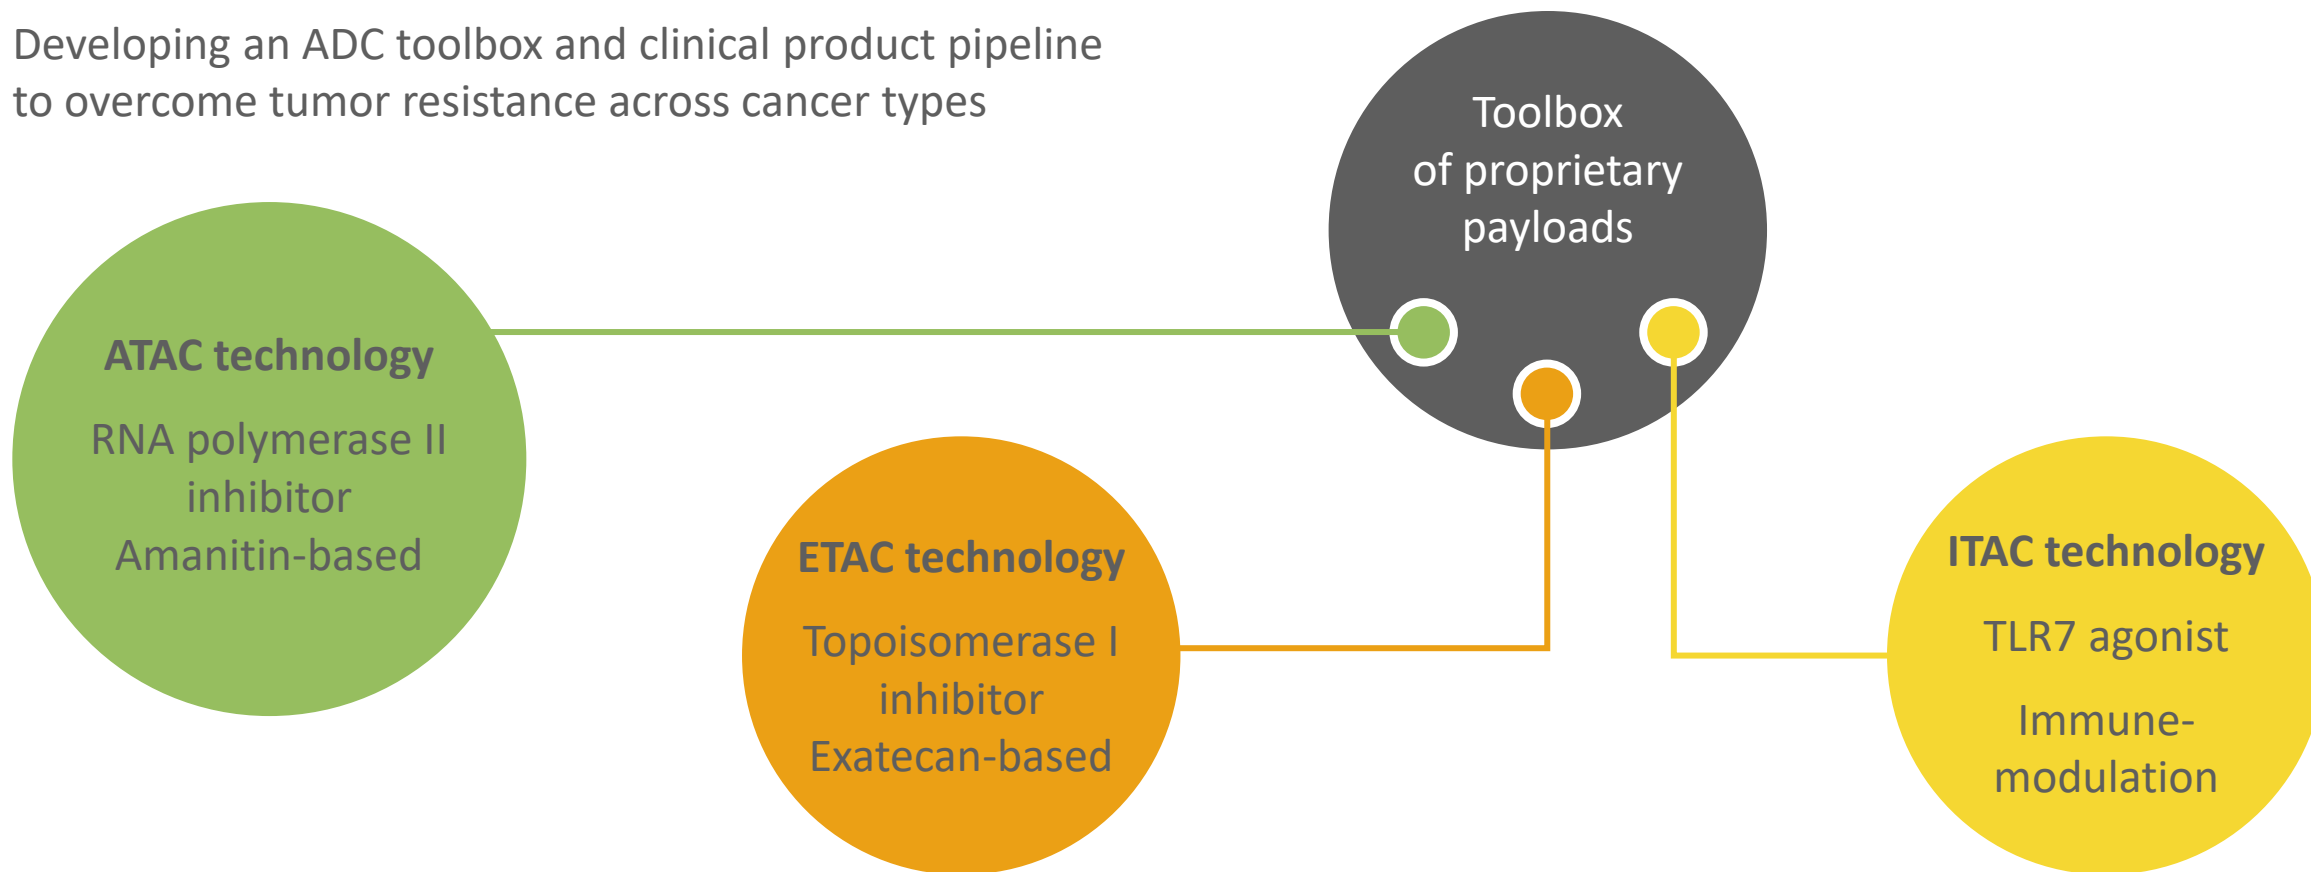 Developing an ADC toolbox and clinical product pipeline
to overcome tumor resistance across cancer types
Toolbox
of proprietary
payloads
ATAC technology
RNA polymerase II
inhibitor
Amanitin-based
ETAC technology
Topoisomerase I
inhibitor
Exatecan-based
ITAC technology
TLR7 agonist
Immune-
modulation